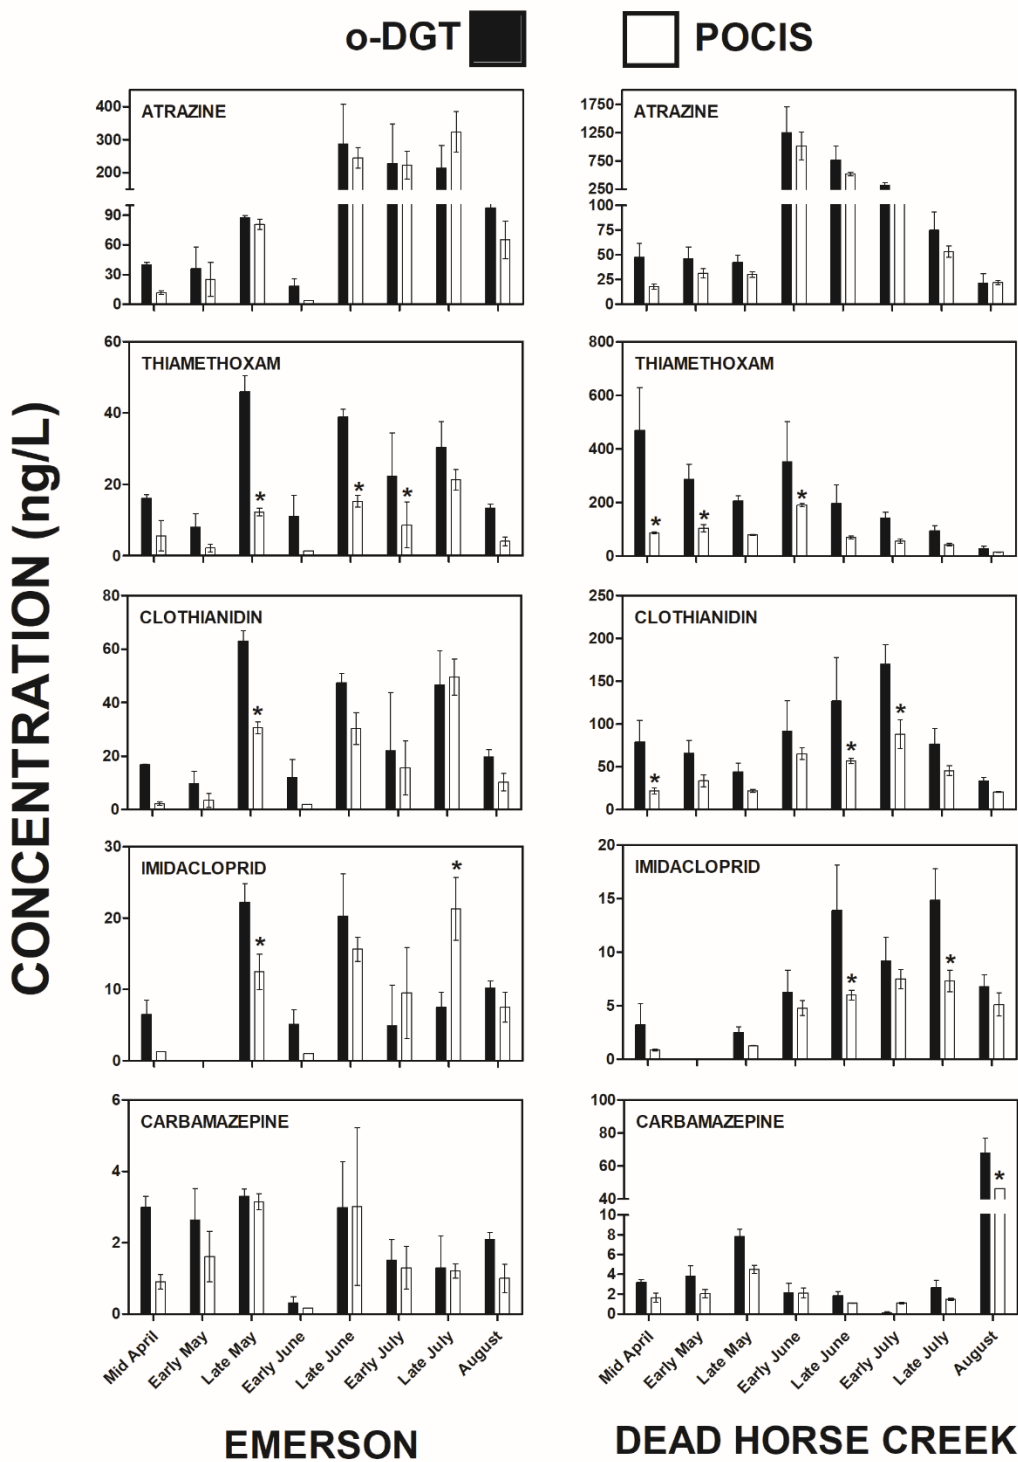 o-DGT POCIS
CONCENTRATION (ng/L)
ATRAZINE
400
300
200
90
60
30
0
ATRAZINE
1750
1250
750
250
100
75
50
25
0
THIAMETHOXAM
60
40
20
0
* * *
THIAMETHOXAM
800
600
400
200
0
* * *
CLOTHIANIDIN
80
60
40
20
0
*
CLOTHIANIDIN
250
200
150
100
50
0
* * *
IMIDACLOPRID
30
20
10
0
* *
IMIDACLOPRID
20
15
10
5
0
* *
CARBAMAZEPINE
6
4
2
0
CARBAMAZEPINE
100
80
60
40
10
8
6
4
2
0
*
Mid April
Early May
Late May
Early June
Late June
Early July
Late July
August
Mid April
Early May
Late May
Early June
Late June
Early July
Late July
August
EMERSON
DEAD HORSE CREEK